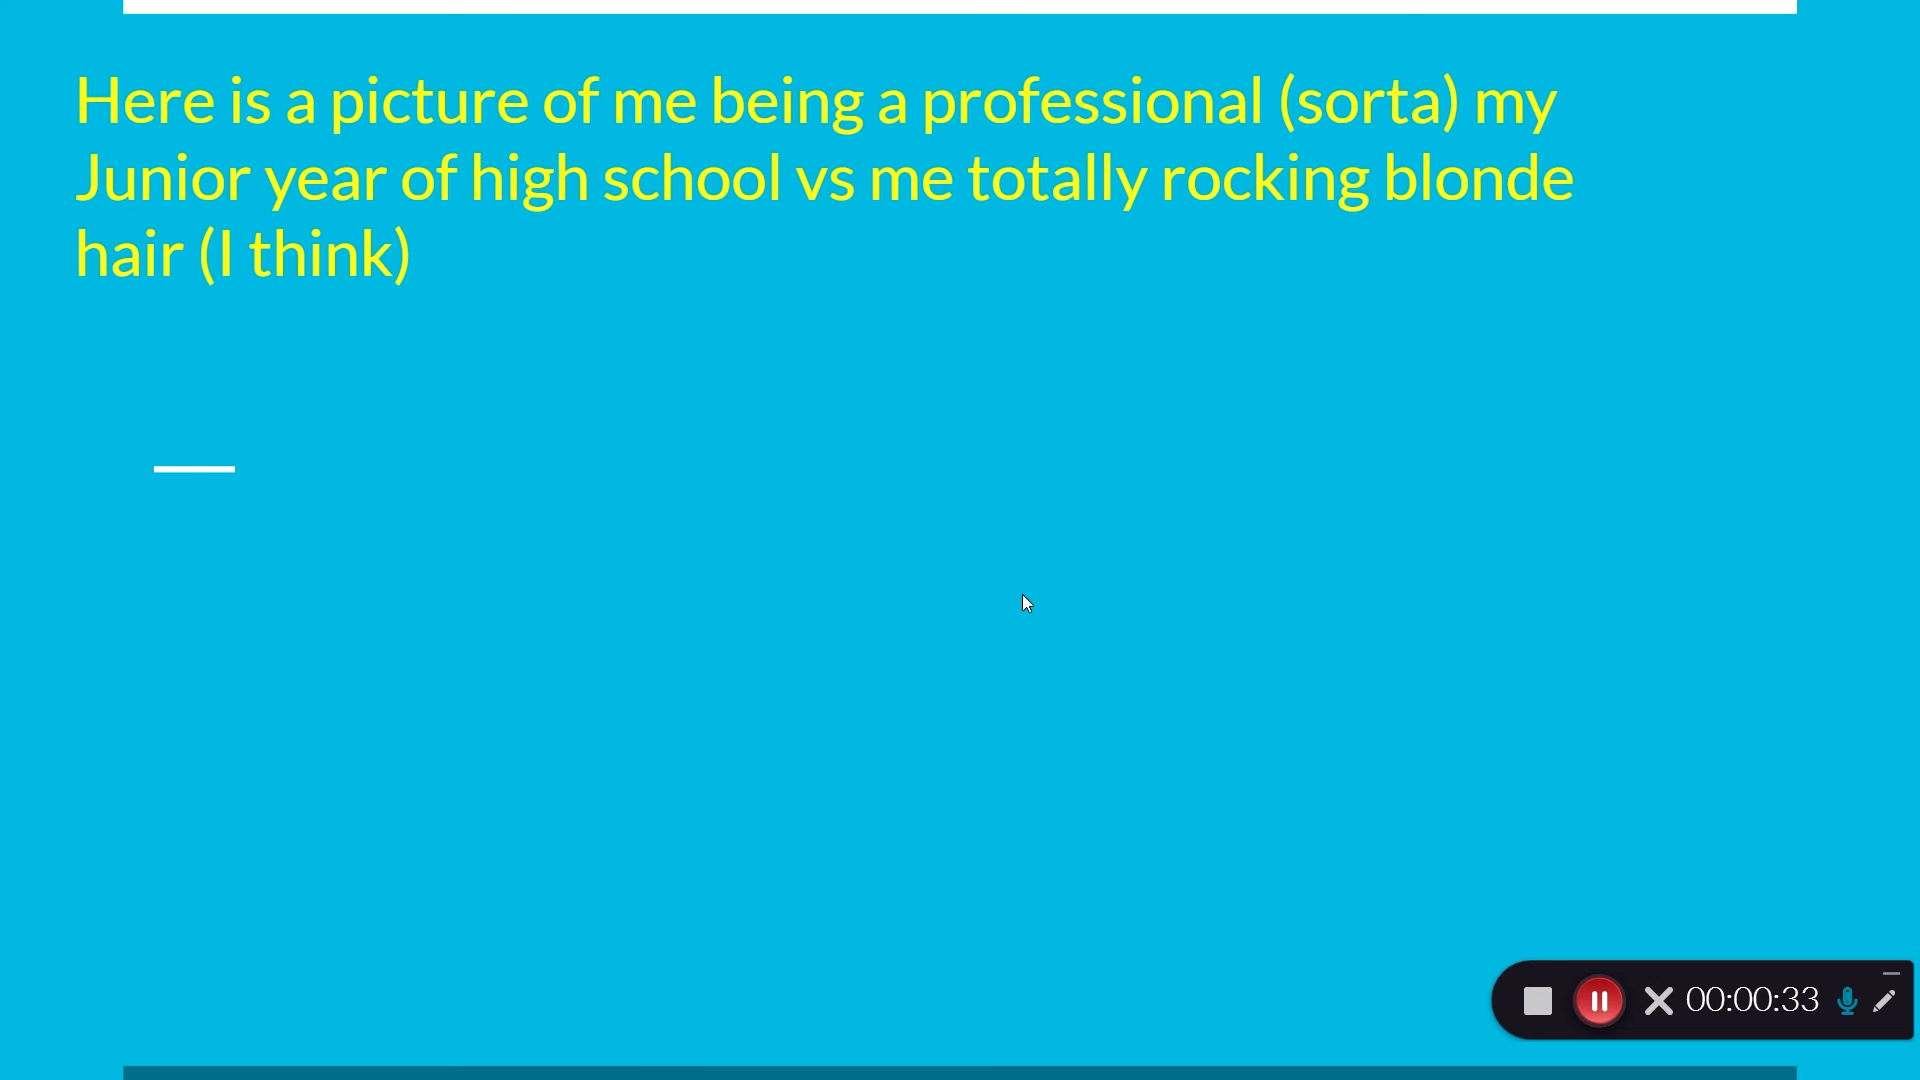 Here is a picture of me being a professional (sorta) my
Junior year of high school vs me totally rocking blonde
hair (I think)
00:00:33